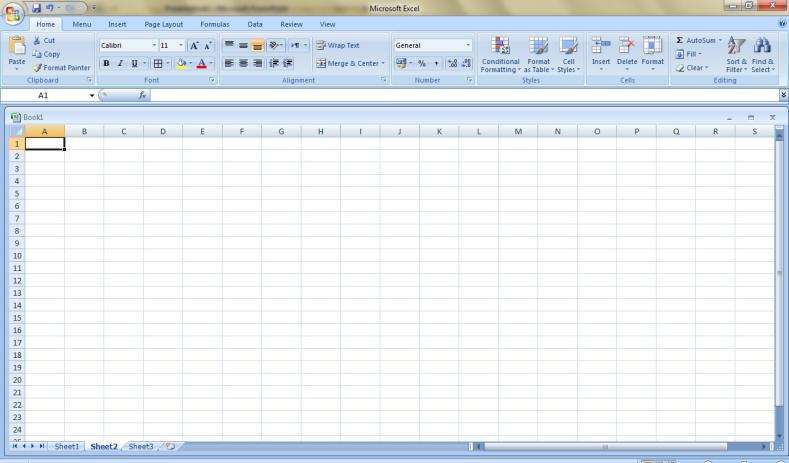 Microsoft Excel
Home Menu Insert Page Layout Formulas Data Review View
Cut
Copy
Format Painter
Paste
Clipboard
Calibri 11
B I U
A A
A
Font
Wrap Text
Merge & Center
Alignment
General
%
Number
Conditional Formatting
Format as Table
Cell Styles
Styles
Insert Delete Format
Cells
Σ AutoSum
Fill
Clear
Sort & Filter
Find & Select
Editing
A1 fx
Book1
A B C D E F G H I J K L M N O P Q R S
1
2
3
4
5
6
7
8
9
10
11
12
13
14
15
16
17
18
19
20
21
22
23
24
Sheet1 Sheet2 Sheet3